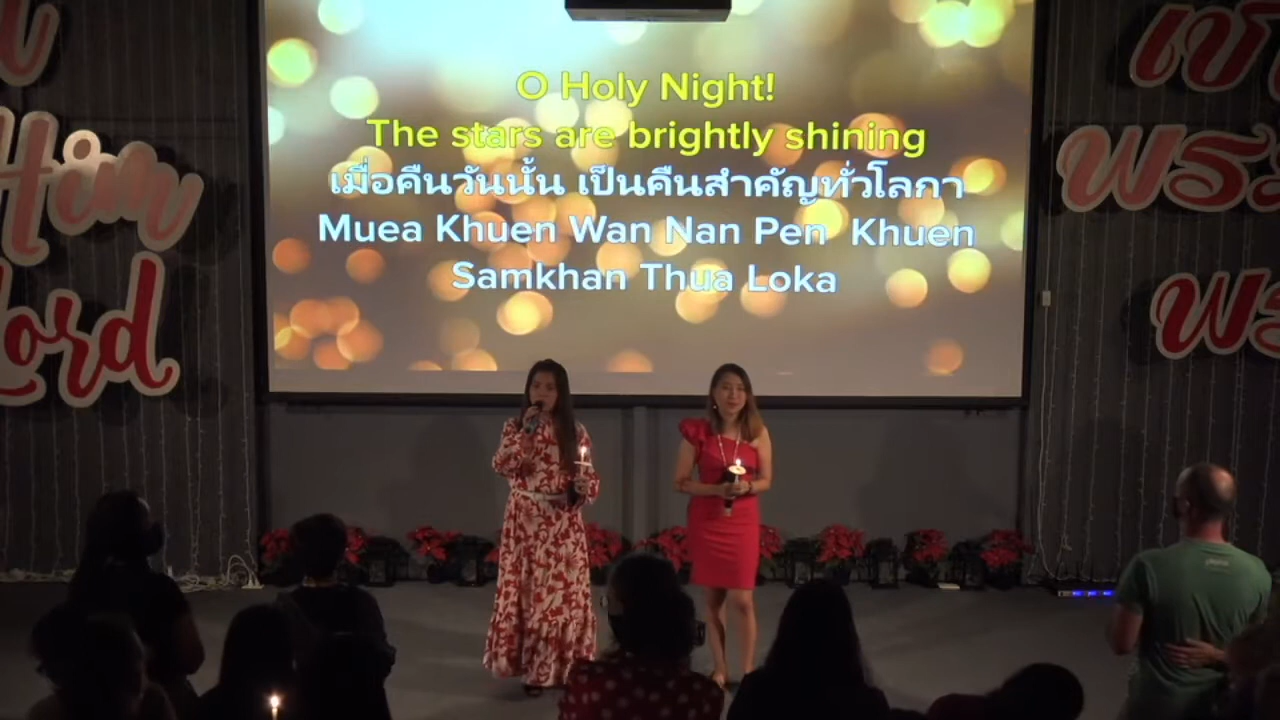 O Holy Night!
The stars are brightly shining
เมื่อคืนวันนั้น เป็นคืนสำคัญทั่วโลกา
Muea Khuen Wan Nan Pen Khuen
Samkhan Thua Loka
Him
Lord